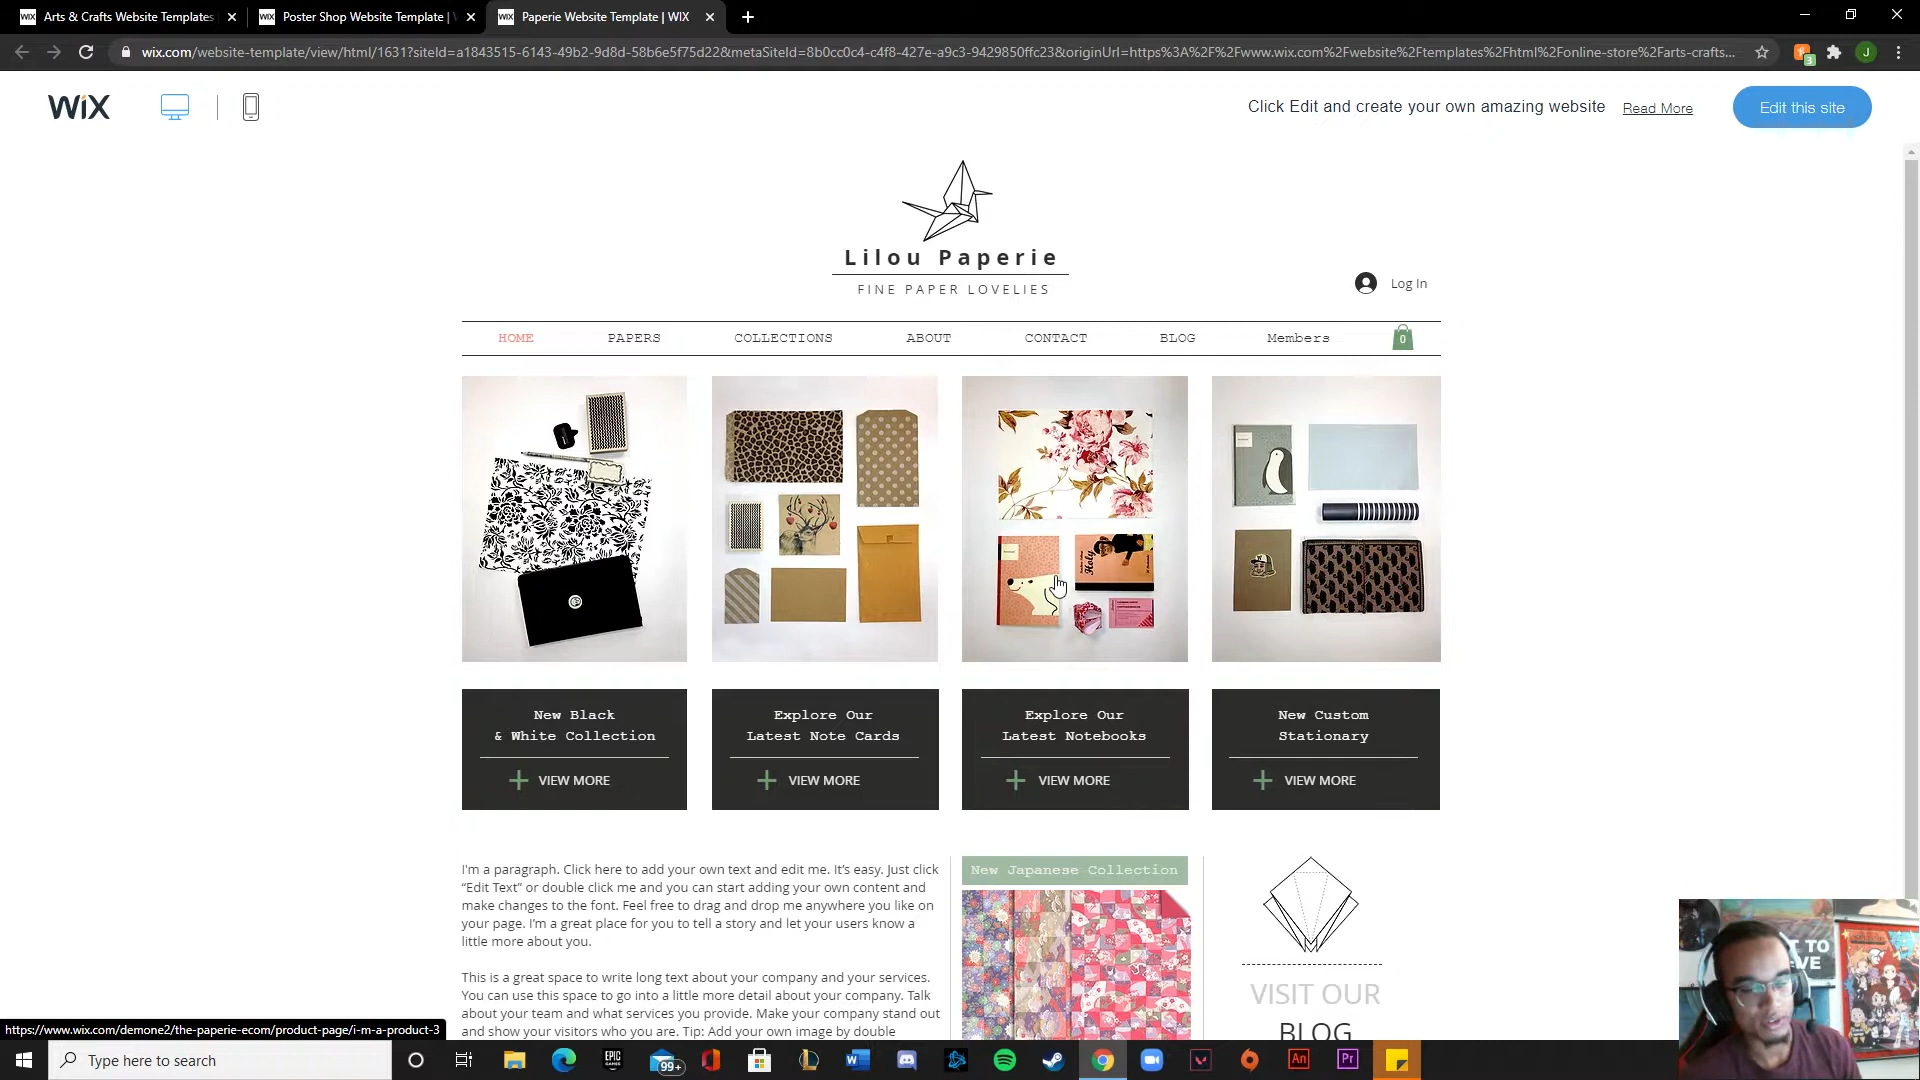 Arts & Crafts Website Templates
Poster Shop Website Template |
Paperie Website Template | WIX
wix.com/website-template/view/html/1631?siteId=a1843515-6143-49b2-9d8d-58b6e5f75d22&metaSiteId=8b0cc0c4-c4f8-427e-a9c3-9429850ffc23&originUrl=https%3A%2F%2Fwww.wix.com%2Fwebsite%2Ftemplates%2Fhtml%2Fonline-store%2Farts-crafts...
3
J
WiX
Click Edit and create your own amazing website
Read More
Edit this site
Lilou Paperie
FINE PAPER LOVELIES
Log In
HOME
PAPERS
COLLECTIONS
ABOUT
CONTACT
BLOG
Members
0
Holy
New Black
& White Collection
VIEW MORE
Explore Our
Latest Note Cards
VIEW MORE
Explore Our
Latest Notebooks
VIEW MORE
New Custom
Stationary
VIEW MORE
I'm a paragraph. Click here to add your own text and edit me. It's easy. Just click
“Edit Text” or double click me and you can start adding your own content and
make changes to the font. Feel free to drag and drop me anywhere you like on
your page. I'm a great place for you to tell a story and let your users know a
little more about you.
This is a great space to write long text about your company and your services.
You can use this space to go into a little more detail about your company. Talk
about your team and what services you provide. Make your company stand out
and show your visitors who you are. Tip: Add your own image by double
New Japanese Collection
VISIT OUR
BLOG
https://www.wix.com/demone2/the-paperie-ecom/product-page/i-m-a-product-3
Type here to search
EPIC
GAMES
99+
W
An
Pr